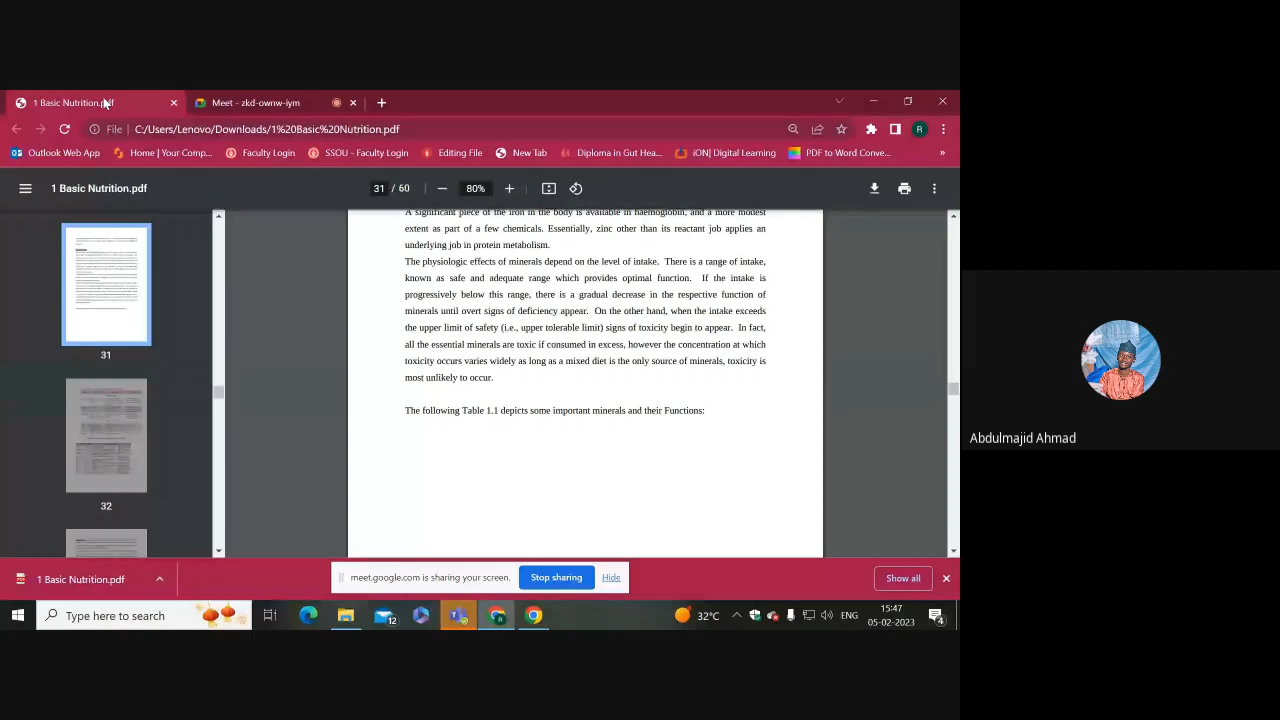 1 Basic Nutrition.pdf
Meet - zkd-ownw-iym
File
C:/Users/Lenovo/Downloads/1%20Basic%20Nutrition.pdf
R
Outlook Web App
Home | Your Comp...
Faculty Login
SSOU - Faculty Login
Editing File
New Tab
Diploma in Gut Hea...
iON| Digital Learning
PDF to Word Conve...
»
1 Basic Nutrition.pdf
31 / 60
80%
31
32
A significant piece of the iron in the body is available in haemoglobin, and a more modest
extent as part of a few chemicals. Essentially, zinc other than its reactant job applies an
underlying job in protein metabolism.
The physiologic effects of minerals depend on the level of intake. There is a range of intake,
known as safe and adequate range which provides optimal function. If the intake is
progressively below this range, there is a gradual decrease in the respective function of
minerals until overt signs of deficiency appear. On the other hand, when the intake exceeds
the upper limit of safety (i.e., upper tolerable limit) signs of toxicity begin to appear. In fact,
all the essential minerals are toxic if consumed in excess, however the concentration at which
toxicity occurs varies widely as long as a mixed diet is the only source of minerals, toxicity is
most unlikely to occur.
The following Table 1.1 depicts some important minerals and their Functions:
Abdulmajid Ahmad
1 Basic Nutrition.pdf
meet.google.com is sharing your screen.
Stop sharing
Hide
Show all
Type here to search
12
32°C
ENG
15:47
05-02-2023
4